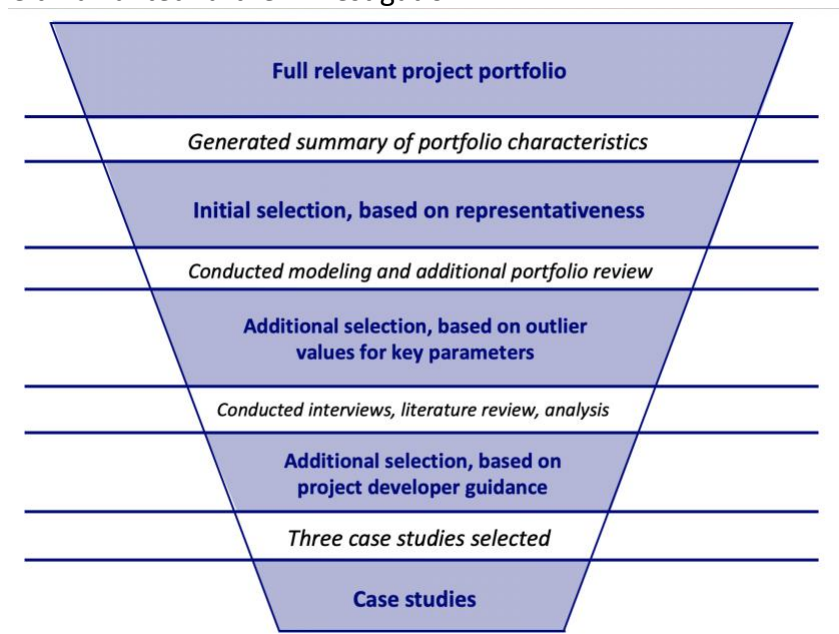 Full relevant project portfolio
Generated summary of portfolio characteristics
Initial selection, based on representativeness
Conducted modeling and additional portfolio review
Additional selection, based on outlier
values for key parameters
Conducted interviews, literature review, analysis
Additional selection, based on
project developer guidance
Three case studies selected
Case studies